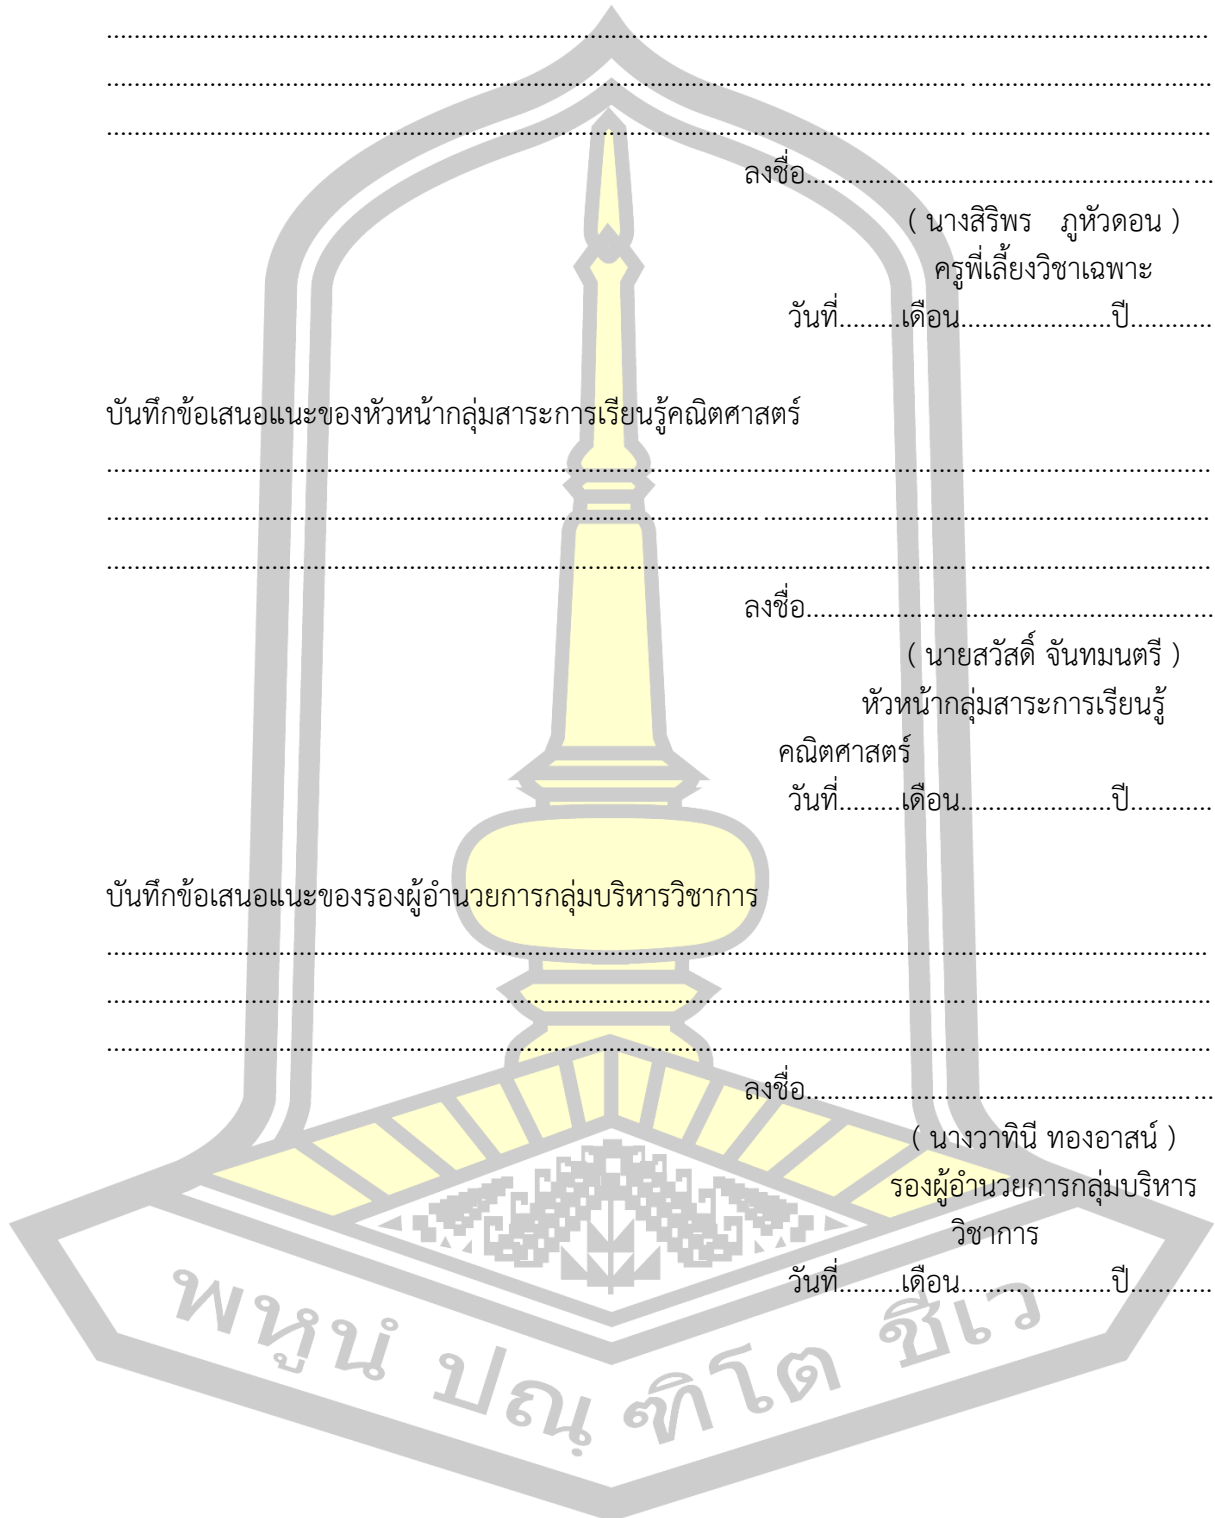 ................................................................................................................................................................
................................................................................................................................................................
................................................................................................................................................................
ลงชื่อ...........................................................
( นางสิริพร ภูหัวดอน )
ครูพี่เลี้ยงวิชาเฉพาะ
วันที่.........เดือน......................ปี............
บันทึกข้อเสนอแนะของหัวหน้ากลุ่มสาระการเรียนรู้คณิตศาสตร์
................................................................................................................................................................
................................................................................................................................................................
................................................................................................................................................................
ลงชื่อ...........................................................
( นายสวัสดิ์ จันทมนตรี )
หัวหน้ากลุ่มสาระการเรียนรู้
คณิตศาสตร์
วันที่.........เดือน......................ปี............
บันทึกข้อเสนอแนะของรองผู้อำนวยการกลุ่มบริหารวิชาการ
................................................................................................................................................................
................................................................................................................................................................
................................................................................................................................................................
ลงชื่อ...........................................................
( นางวาทินี ทองอาสน์ )
รองผู้อำนวยการกลุ่มบริหาร
วิชาการ
วันที่.........เดือน......................ปี............
พหูนํ ปณฺฑิโต ชีเว